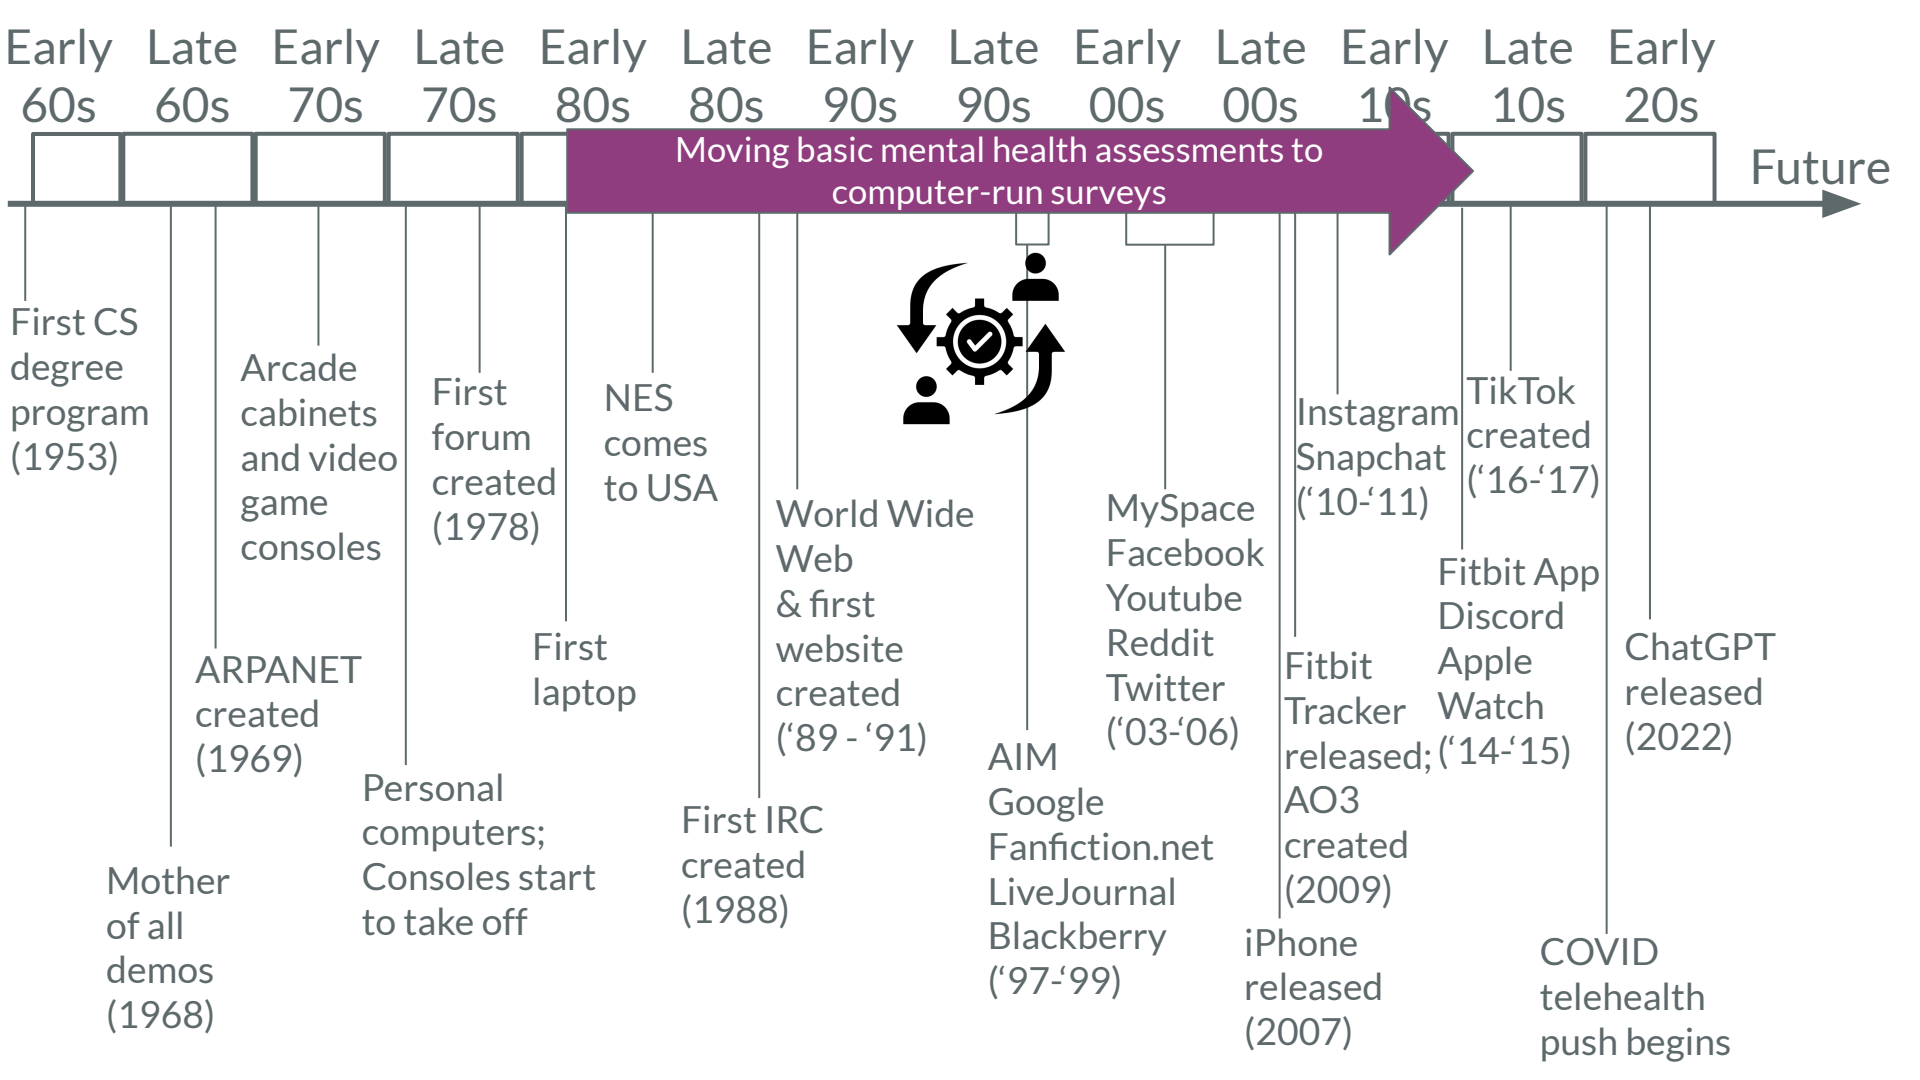 Early Late Early Late Early Late Early Late Early Late Early Late Early
60s 60s 70s 70s 80s 80s 90s 90s 00s 00s 10s 10s 20s
Moving basic mental health assessments to
computer-run surveys
Future
First CS
degree
program
(1953)
Mother
of all
demos
(1968)
ARPANET
created
(1969)
Arcade
cabinets
and video
game
consoles
Personal
computers;
Consoles start
to take off
First
forum
created
(1978)
First
laptop
NES
comes
to USA
First IRC
created
(1988)
World Wide
Web
& first
website
created
(‘89 - ‘91)
AIM
Google
Fanfiction.net
LiveJournal
Blackberry
(‘97-‘99)
MySpace
Facebook
Youtube
Reddit
Twitter
(‘03-‘06)
iPhone
released
(2007)
Fitbit
Tracker
released;
AO3
created
(2009)
Instagram
Snapchat
(‘10-‘11)
Fitbit App
Discord
Apple
Watch
(‘14-‘15)
TikTok
created
(‘16-‘17)
COVID
telehealth
push begins
ChatGPT
released
(2022)